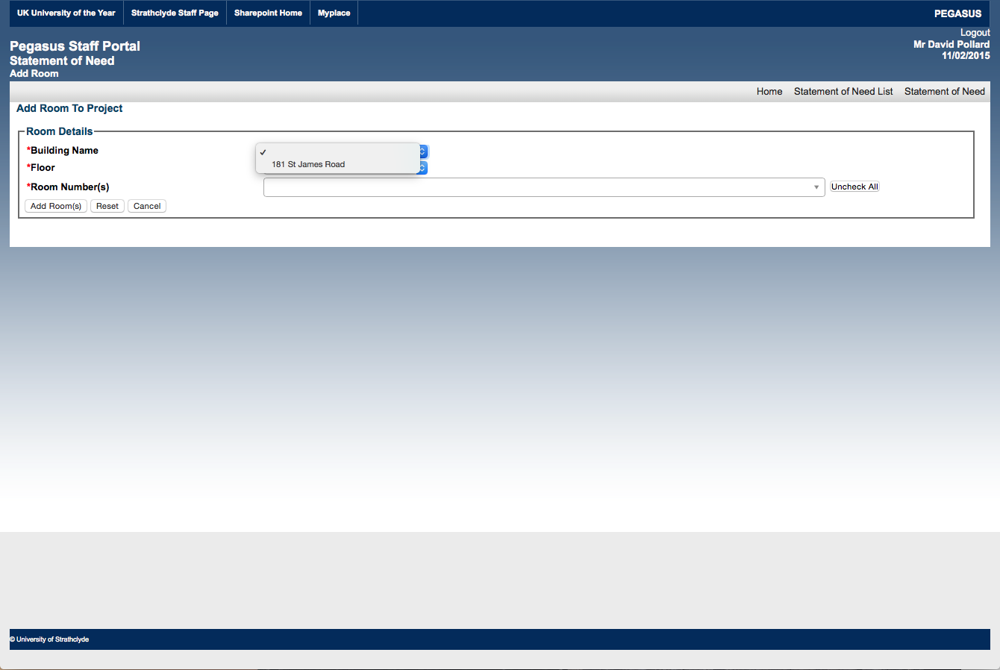 UK University of the Year Strathclyde Staff Page Sharepoint Home Myplace PEGASUS
Logout
Pegasus Staff Portal Mr David Pollard
Statement of Need 11/02/2015
Add Room
Home Statement of Need List Statement of Need
Add Room To Project
Room Details
*Building Name
181 St James Road
*Floor
*Room Number(s) Uncheck All
Add Room(s) Reset Cancel
© University of Strathclyde